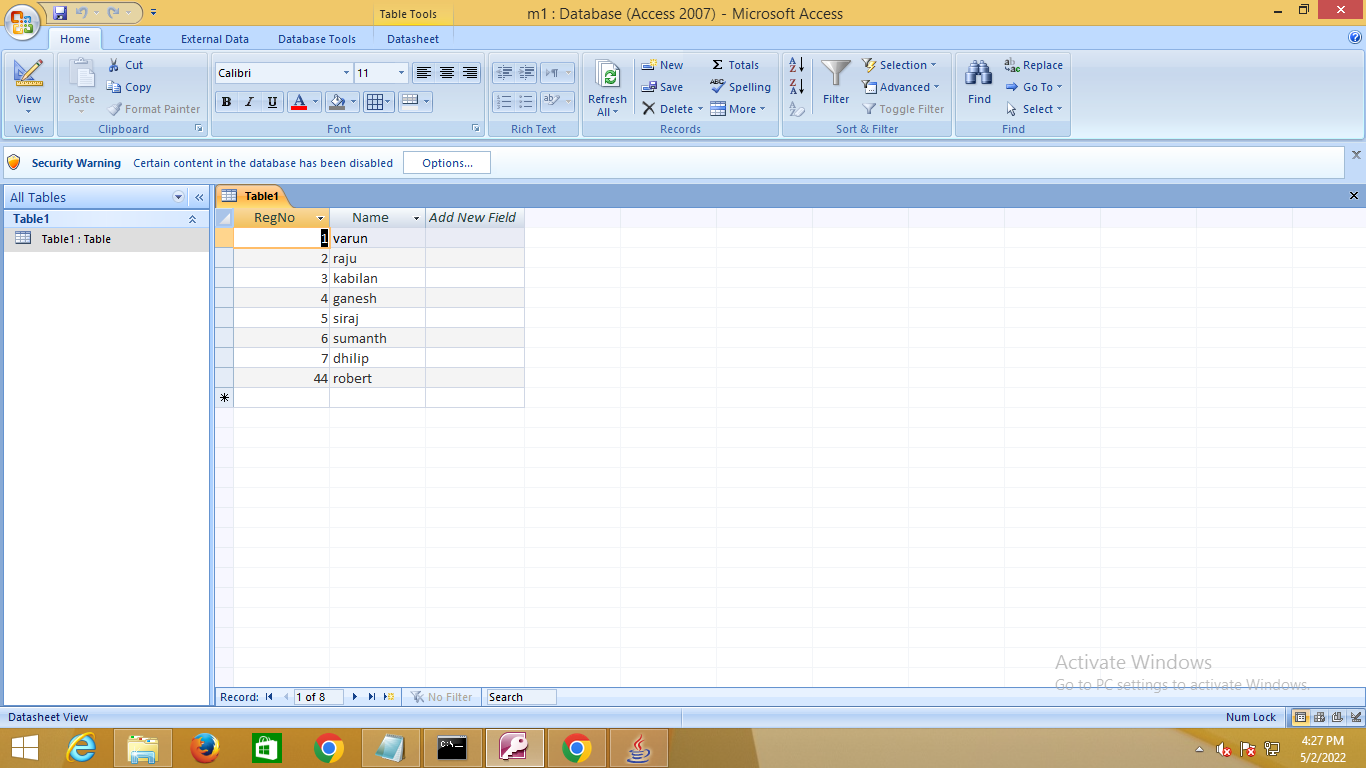 Table Tools
m1 : Database (Access 2007) - Microsoft Access
Home Create External Data Database Tools Datasheet
View
Views
Paste
Cut
Copy
Format Painter
Clipboard
Calibri 11
B I U A
Font
Rich Text
Refresh All
New
Save
Delete
Totals
Spelling
More
Records
Filter
Selection
Advanced
Toggle Filter
Sort & Filter
Find
Replace
Go To
Select
Find
Security Warning Certain content in the database has been disabled Options...
All Tables «
Table1
Table1 : Table
Table1
RegNo Name Add New Field
1 varun
2 raju
3 kabilan
4 ganesh
5 siraj
6 sumanth
7 dhilip
44 robert
Activate Windows
Go to PC settings to activate Windows.
Record: 1 of 8 No Filter Search
Datasheet View Num Lock
4:27 PM
5/2/2022